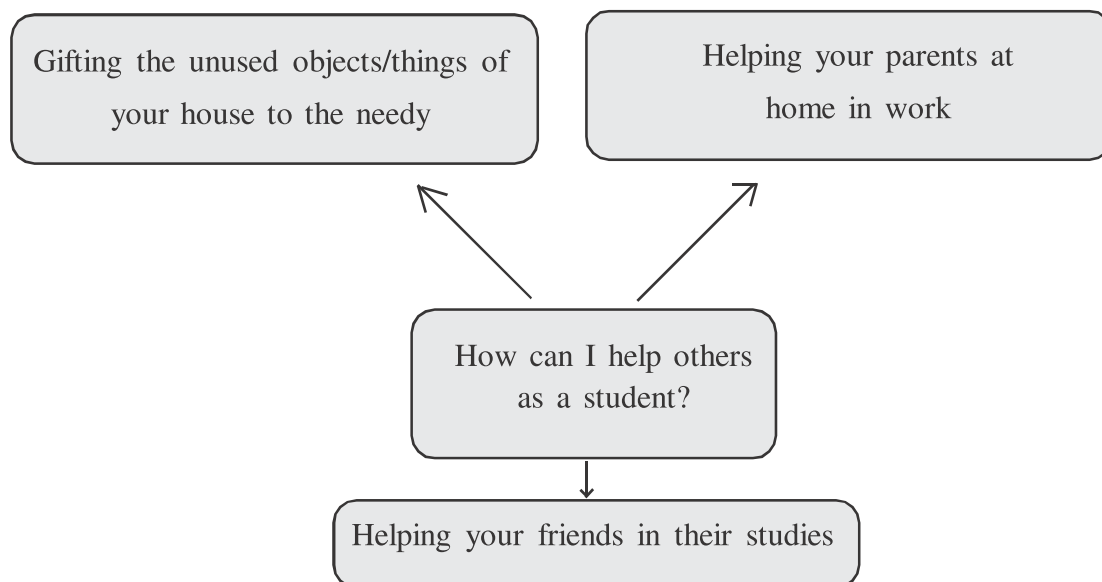 Gifting the unused objects/things of
your house to the needy
Helping your parents at
home in work
How can I help others
as a student?
Helping your friends in their studies